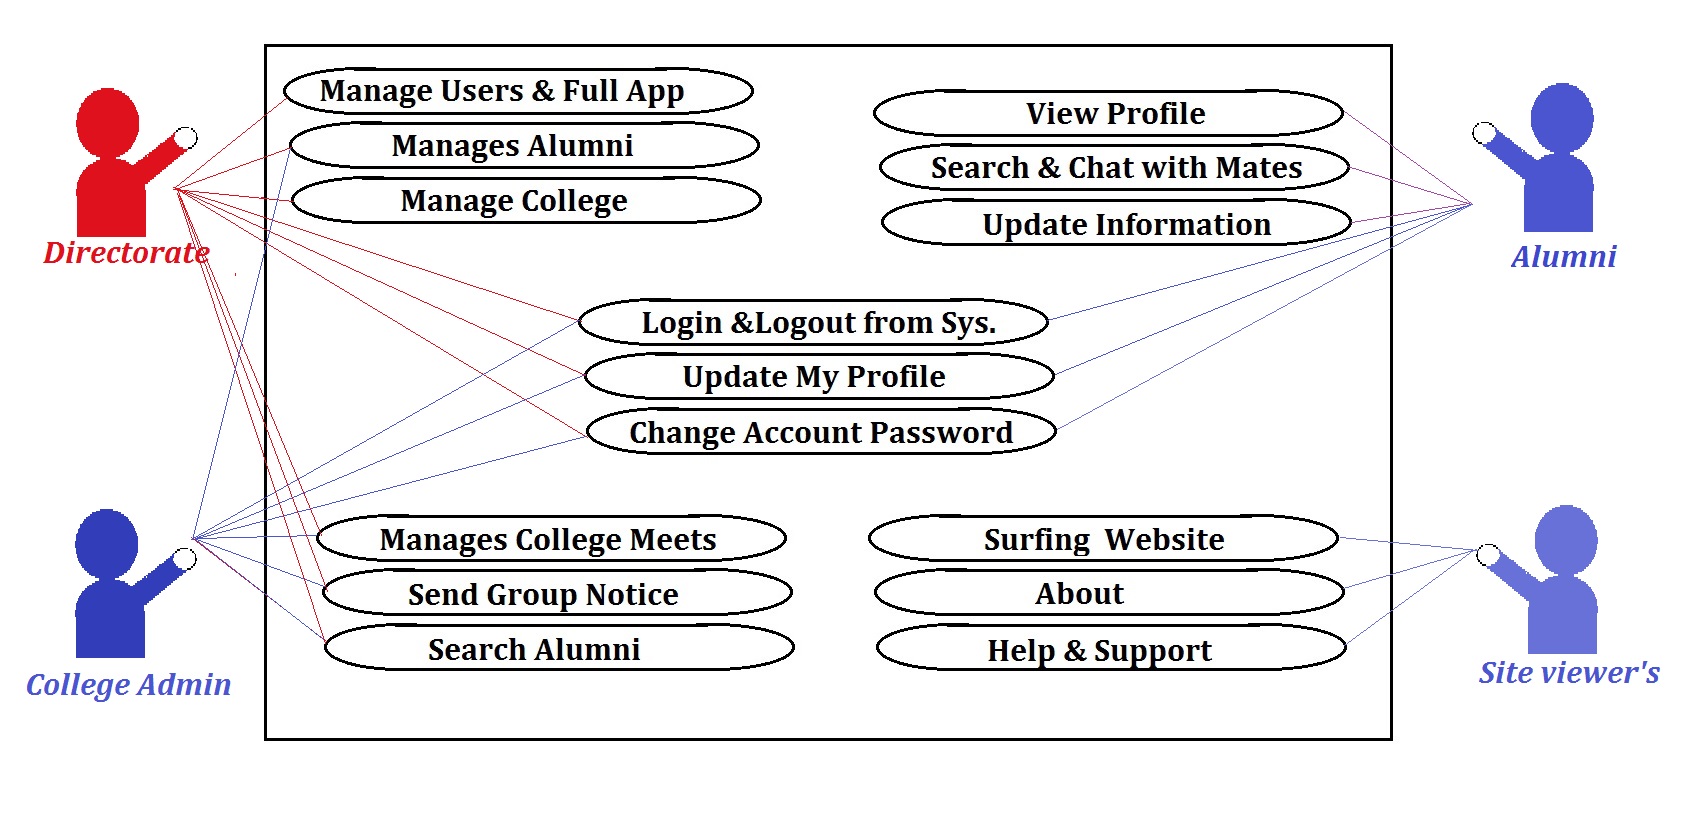 Manage Users & Full App
Manages Alumni
Manage College
View Profile
Search & Chat with Mates
Update Information
Directorate
Alumni
Login &Logout from Sys.
Update My Profile
Change Account Password
Manages College Meets
Send Group Notice
Search Alumni
Surfing  Website
About
Help & Support
College Admin
Site viewer's